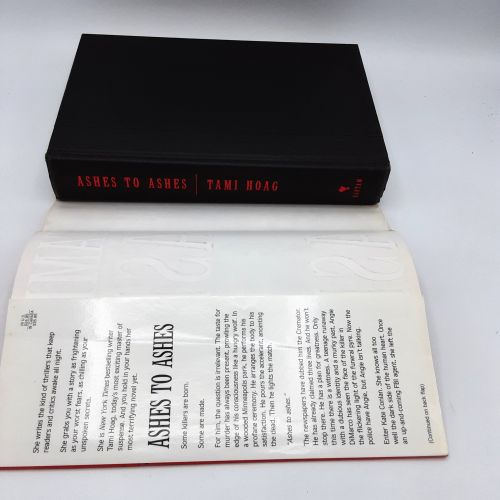 ASHES TO ASHES | TAMI HOAG
BANTAM
She writes the kind of thrillers that keep
readers and critics awake all night.
She grabs you with a story as frightening
as your worst fears, as chilling as your
unspoken secrets.
She is New York Times bestselling writer
Tami Hoag, today's most exciting master of
suspense. And you hold in your hands her
most terrifying novel yet.
ASHES TO ASHES
Some killers are born.
Some are made.
For him, the question is irrelevant. The taste for
murder has always been present, prowling the
edge of his consciousness like a hungry wolf. In
a wooded Minneapolis park, he performs his
profane ceremony. He arranges the body to his
satisfaction. He pours the accelerant, anointing
the dead. Then he lights the match.
"Ashes to ashes."
The newspapers have dubbed him the Cremator.
He has already claimed three lives. And he won't
stop there. He has a plan for greatness. Only
this time there is a witness. A teenage runaway
with a dubious identity and a murky past, Angie
DiMarco has seen the face of the killer in
the flickering light of the funeral pyre. Now the
police have Angie, but Angie isn't talking.
Enter Kate Conlan. She knows all too
well the dark side of the human heart. Once
an up-and-coming FBI agent, she left the
(Continued on back flap)